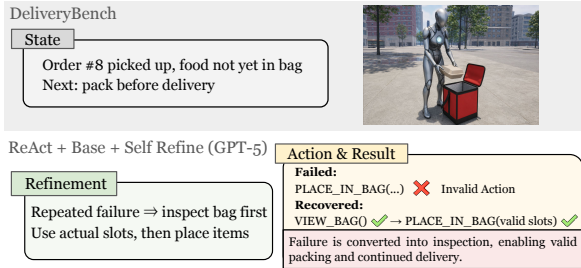 DeliveryBench
State
Order #8 picked up, food not yet in bag
Next: pack before delivery
ReAct + Base + Self Refine (GPT-5)
Refinement
Repeated failure ⇒ inspect bag first
Use actual slots, then place items
Action & Result
Failed:
PLACE_IN_BAG(...) ❌ Invalid Action
Recovered:
VIEW_BAG() ✔ → PLACE_IN_BAG(valid slots) ✔
Failure is converted into inspection, enabling valid
packing and continued delivery.